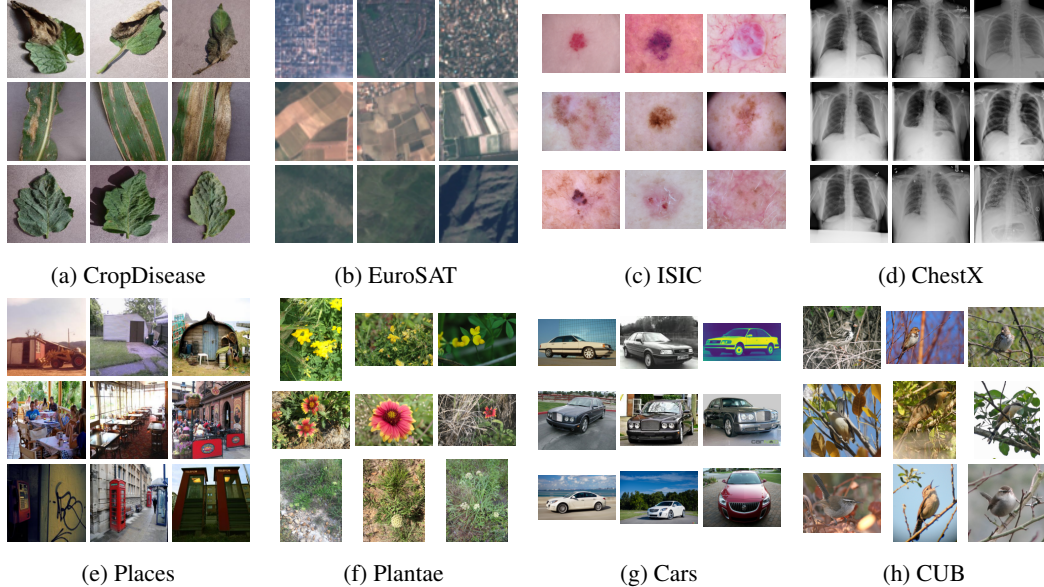 (a) CropDisease
(b) EuroSAT
(c) ISIC
(d) ChestX
(e) Places
(f) Plantae
(g) Cars
(h) CUB